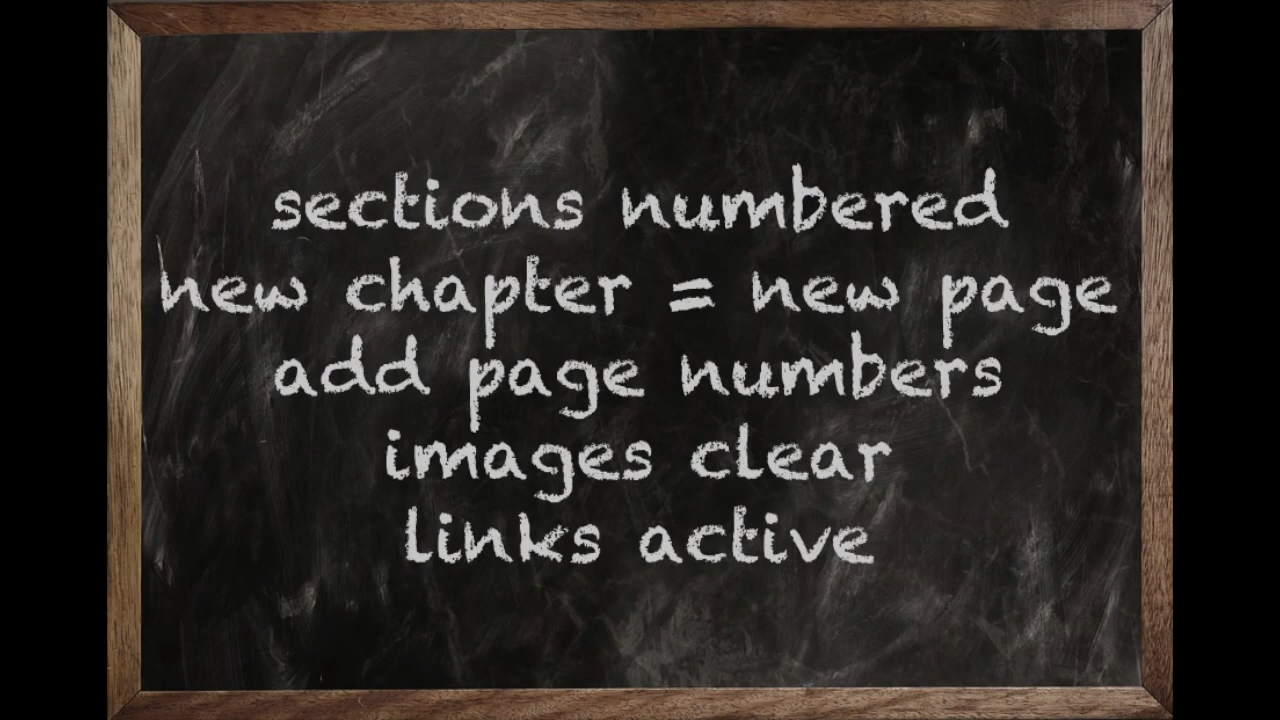 sections numbered
new chapter = new page
add page numbers
images clear
links active